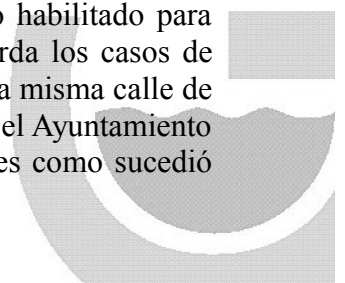 habilitado para
rda los casos de
a misma calle de
el Ayuntamiento
es como sucedió